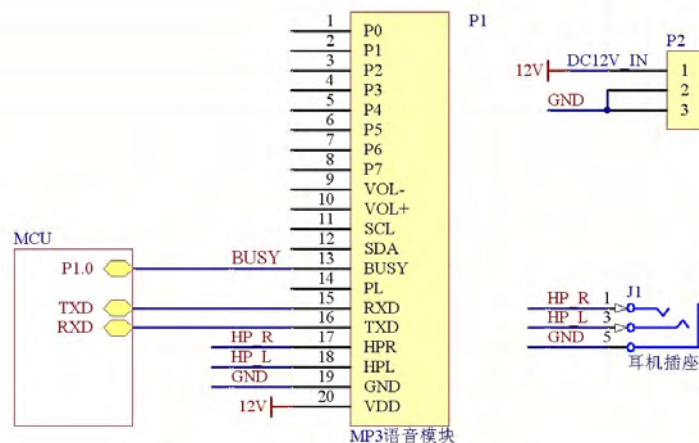 P1
1 P0
2 P1
3 P2
4 P3
5 P4
6 P5
7 P6
8 P7
9 VOL-
10 VOL+
11 SCL
12 SDA
13 BUSY
14 PL
15 RXD
16 TXD
17 HPR
18 HPL
19 GND
20 VDD
MP3语音模块
MCU
P1.0
TXD
RXD
BUSY
HP_R
HP_L
GND
12V
P2
12V DC12V_IN 1
GND 2
3
J1
HP_R 1
HP_L 3
GND 5
耳机插座